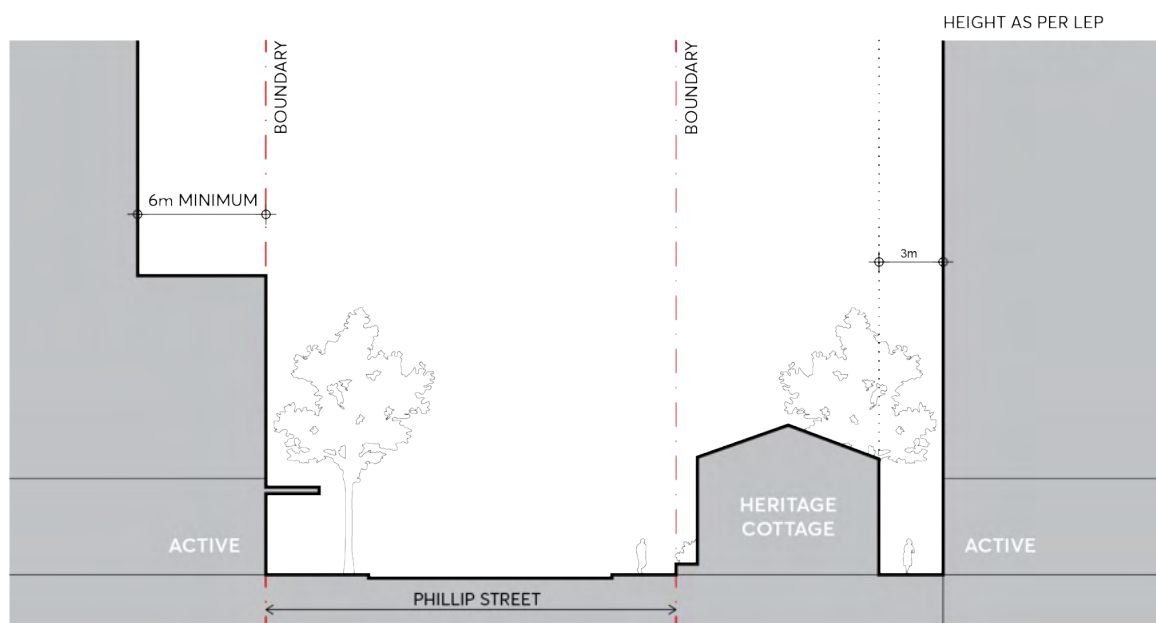 HEIGHT AS PER LEP
BOUNDARY
BOUNDARY
6m MINIMUM
3m
HERITAGE
COTTAGE
ACTIVE
ACTIVE
PHILLIP STREET